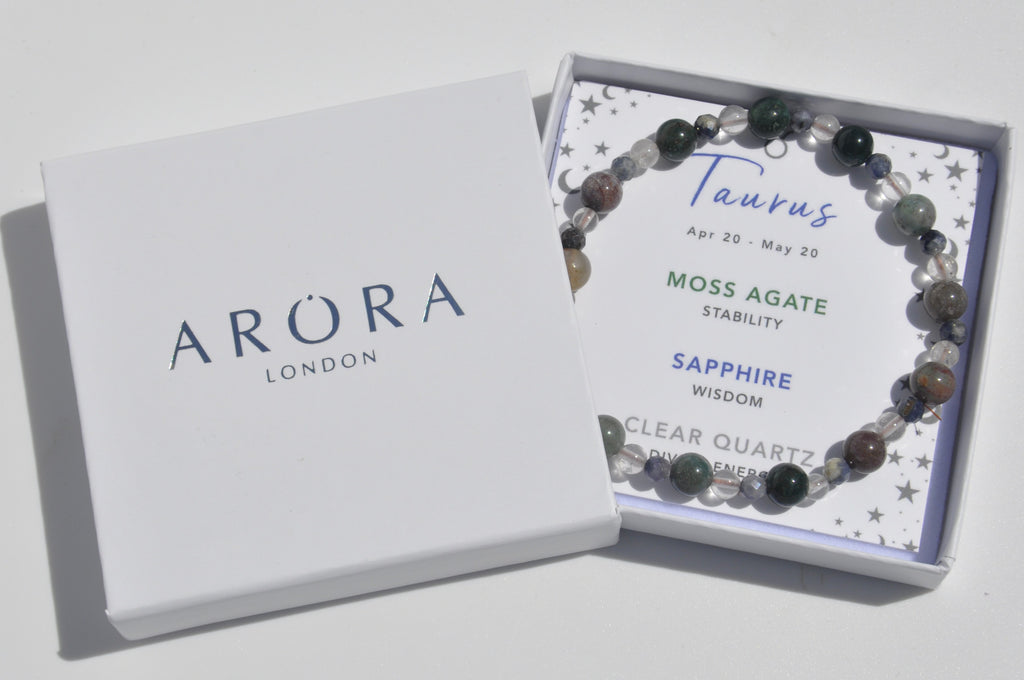 ARORA
LONDON
Taurus
Apr 20 - May 20
MOSS AGATE
STABILITY
SAPPHIRE
WISDOM
CLEAR QUARTZ